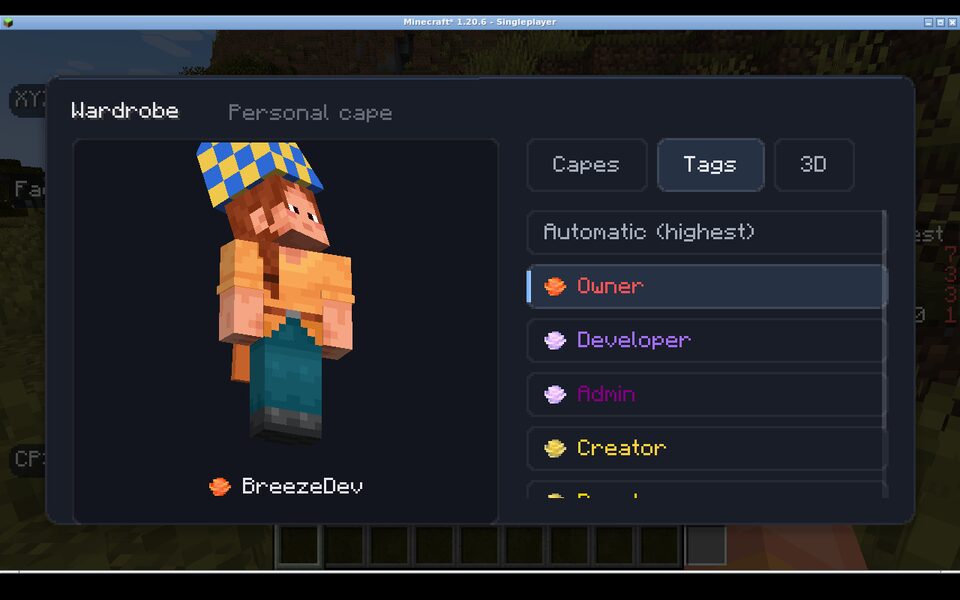 Minecraft* 1.20.6 - Singleplayer
Wardrobe
Personal cape
Capes
Tags
3D
Automatic (highest)
Owner
Developer
Admin
Creator
BreezeDev